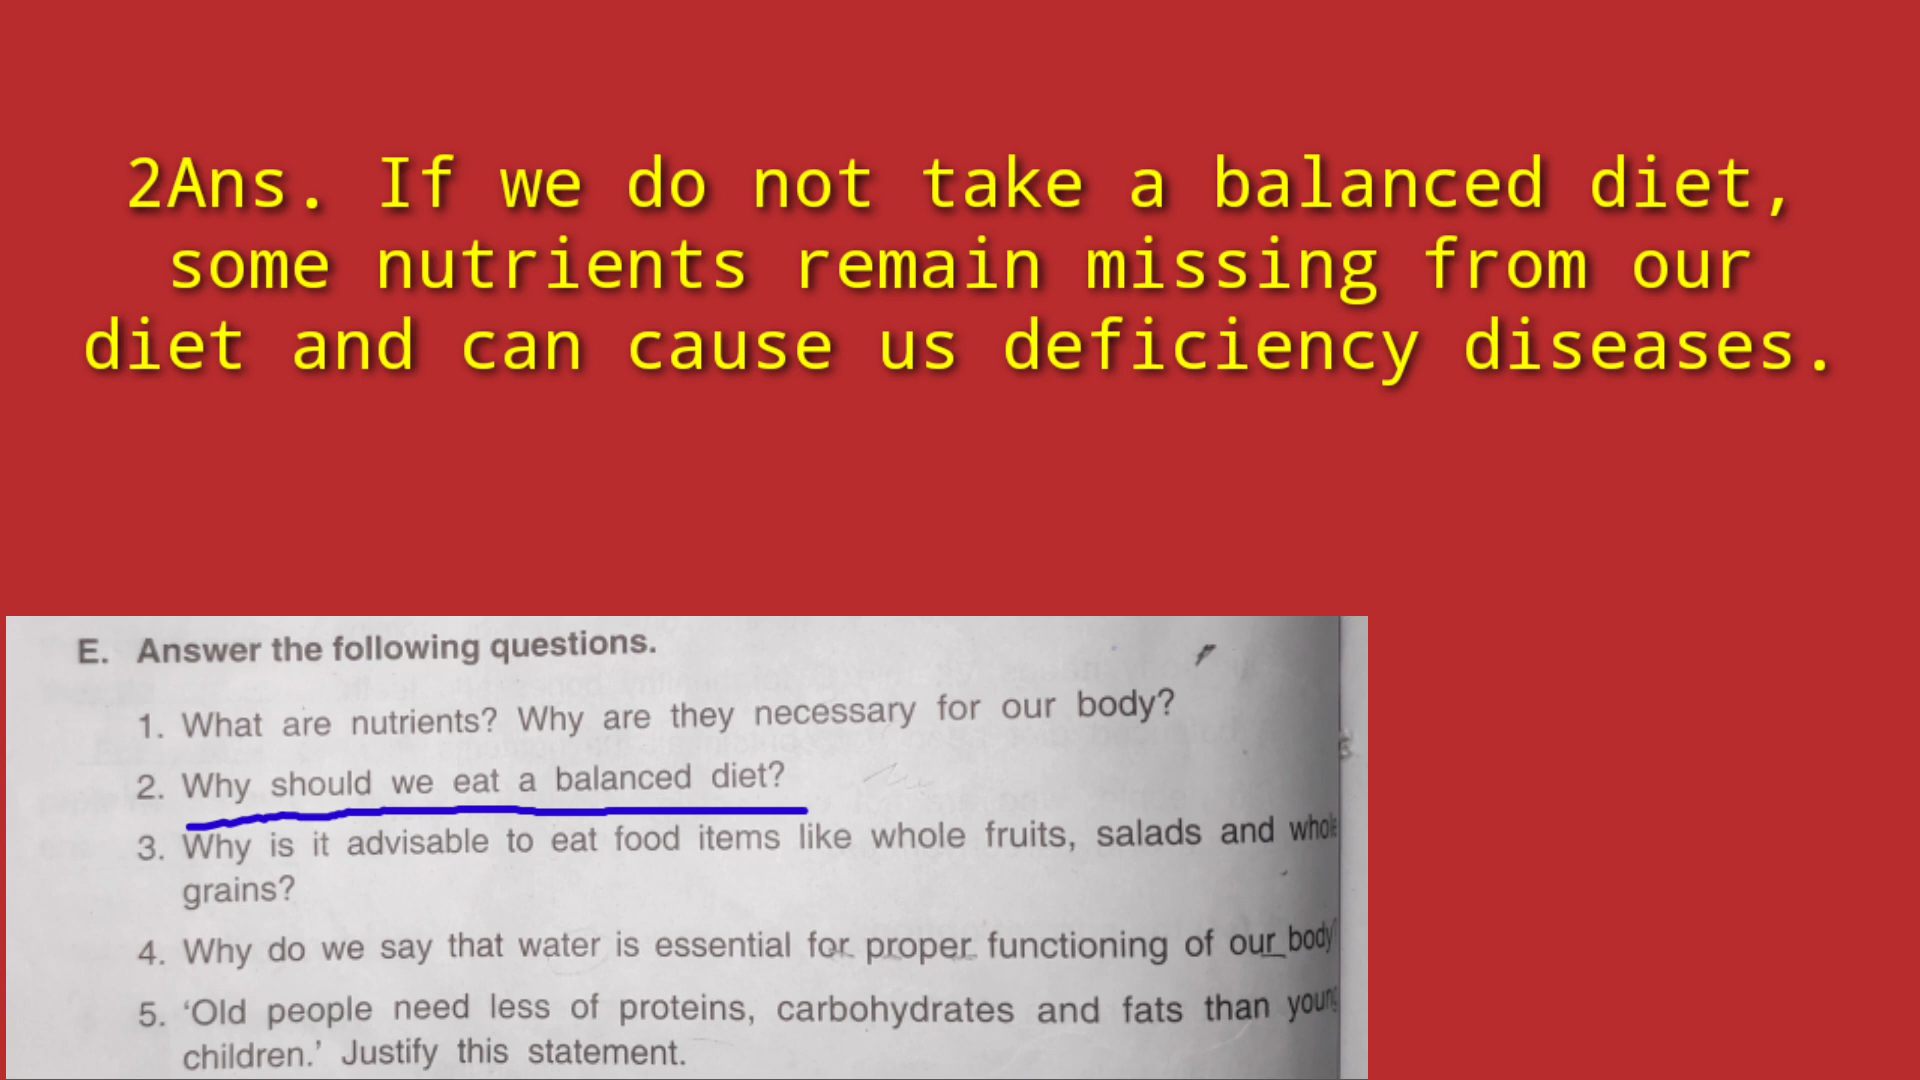 2Ans. If we do not take a balanced diet,
some nutrients remain missing from our
diet and can cause us deficiency diseases.
E. Answer the following questions.
1. What are nutrients? Why are they necessary for our body?
2. Why should we eat a balanced diet?
3. Why is it advisable to eat food items like whole fruits, salads and whole
grains?
4. Why do we say that water is essential for proper functioning of our body
5. ‘Old people need less of proteins, carbohydrates and fats than young
children.’ Justify this statement.